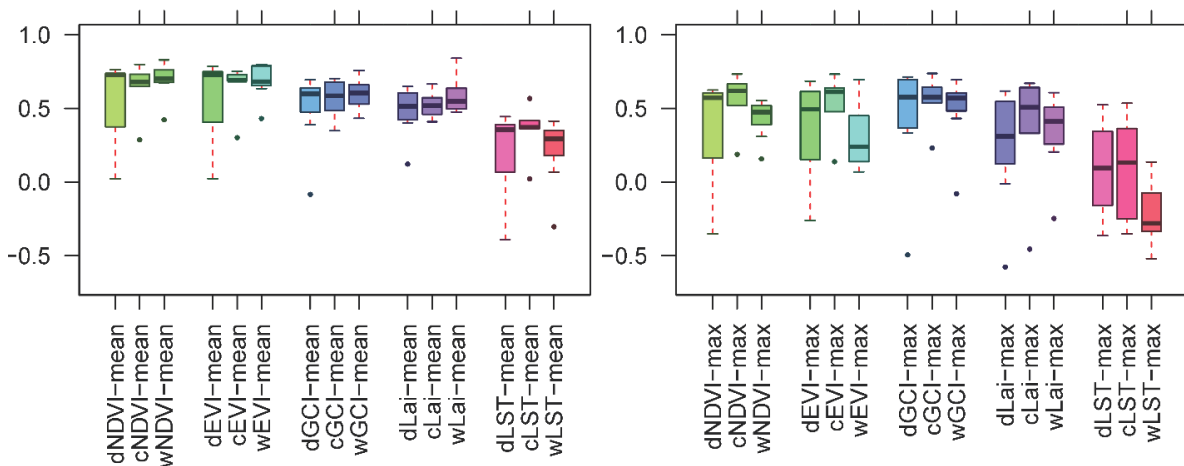 1.0
0.5
0.0
−0.5
dNDVI−mean
cNDVI−mean
wNDVI−mean
dEVI−mean
cEVI−mean
wEVI−mean
dGCI−mean
cGCI−mean
wGCI−mean
dLai−mean
cLai−mean
wLai−mean
dLST−mean
cLST−mean
wLST−mean
1.0
0.5
0.0
−0.5
dNDVI−max
cNDVI−max
wNDVI−max
dEVI−max
cEVI−max
wEVI−max
dGCI−max
cGCI−max
wGCI−max
dLai−max
cLai−max
wLai−max
dLST−max
cLST−max
wLST−max